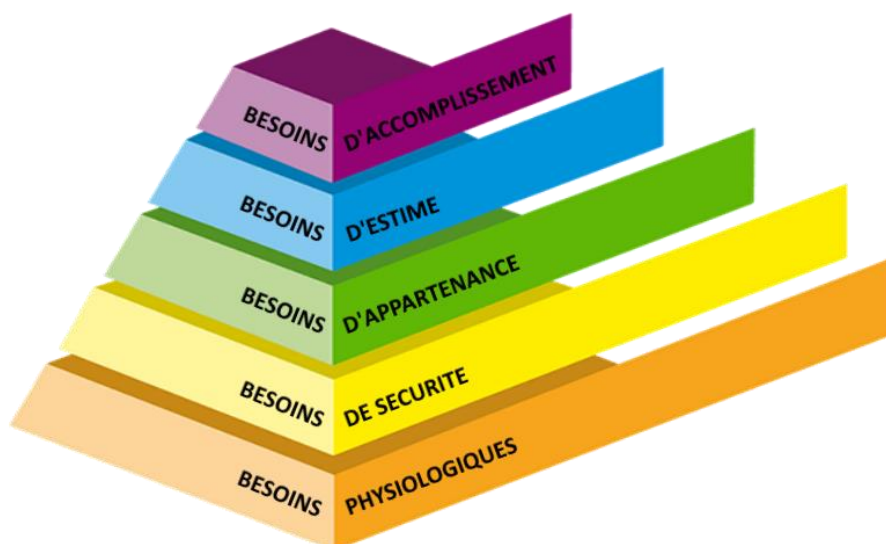 BESOINS D'ACCOMPLISSEMENT
BESOINS D'ESTIME
BESOINS D'APPARTENANCE
BESOINS DE SECURITE
BESOINS PHYSIOLOGIQUES